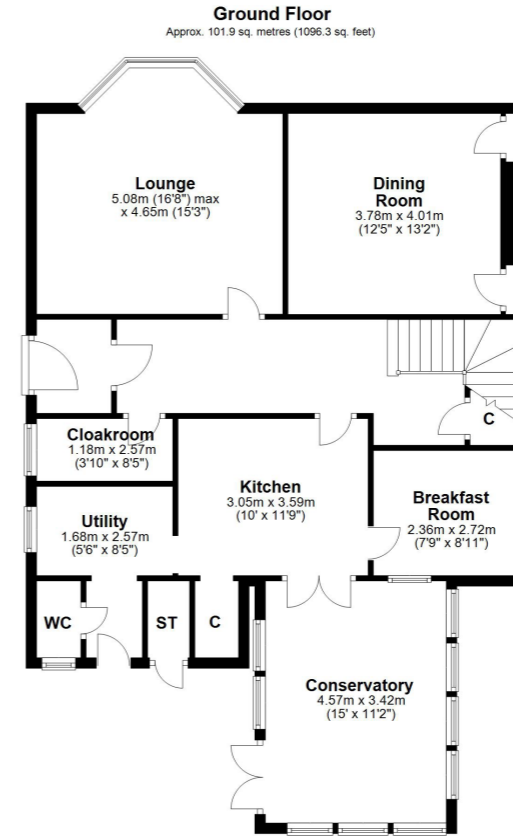 Ground Floor
Approx. 101.9 sq. metres (1096.3 sq. feet)
Lounge
5.08m (16'8") max
x 4.65m (15'3")
Dining
Room
3.78m x 4.01m
(12'5" x 13'2")
C
Cloakroom
1.18m x 2.57m
(3'10" x 8'5")
Kitchen
3.05m x 3.59m
(10' x 11'9")
Breakfast
Room
2.36m x 2.72m
(7'9" x 8'11")
Utility
1.68m x 2.57m
(5'6" x 8'5")
WC
ST
C
Conservatory
4.57m x 3.42m
(15' x 11'2")